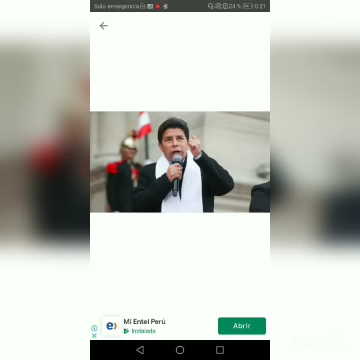 Solo emergencia
24 % 0:21
Mi Entel Perú
Instalada
Abrir